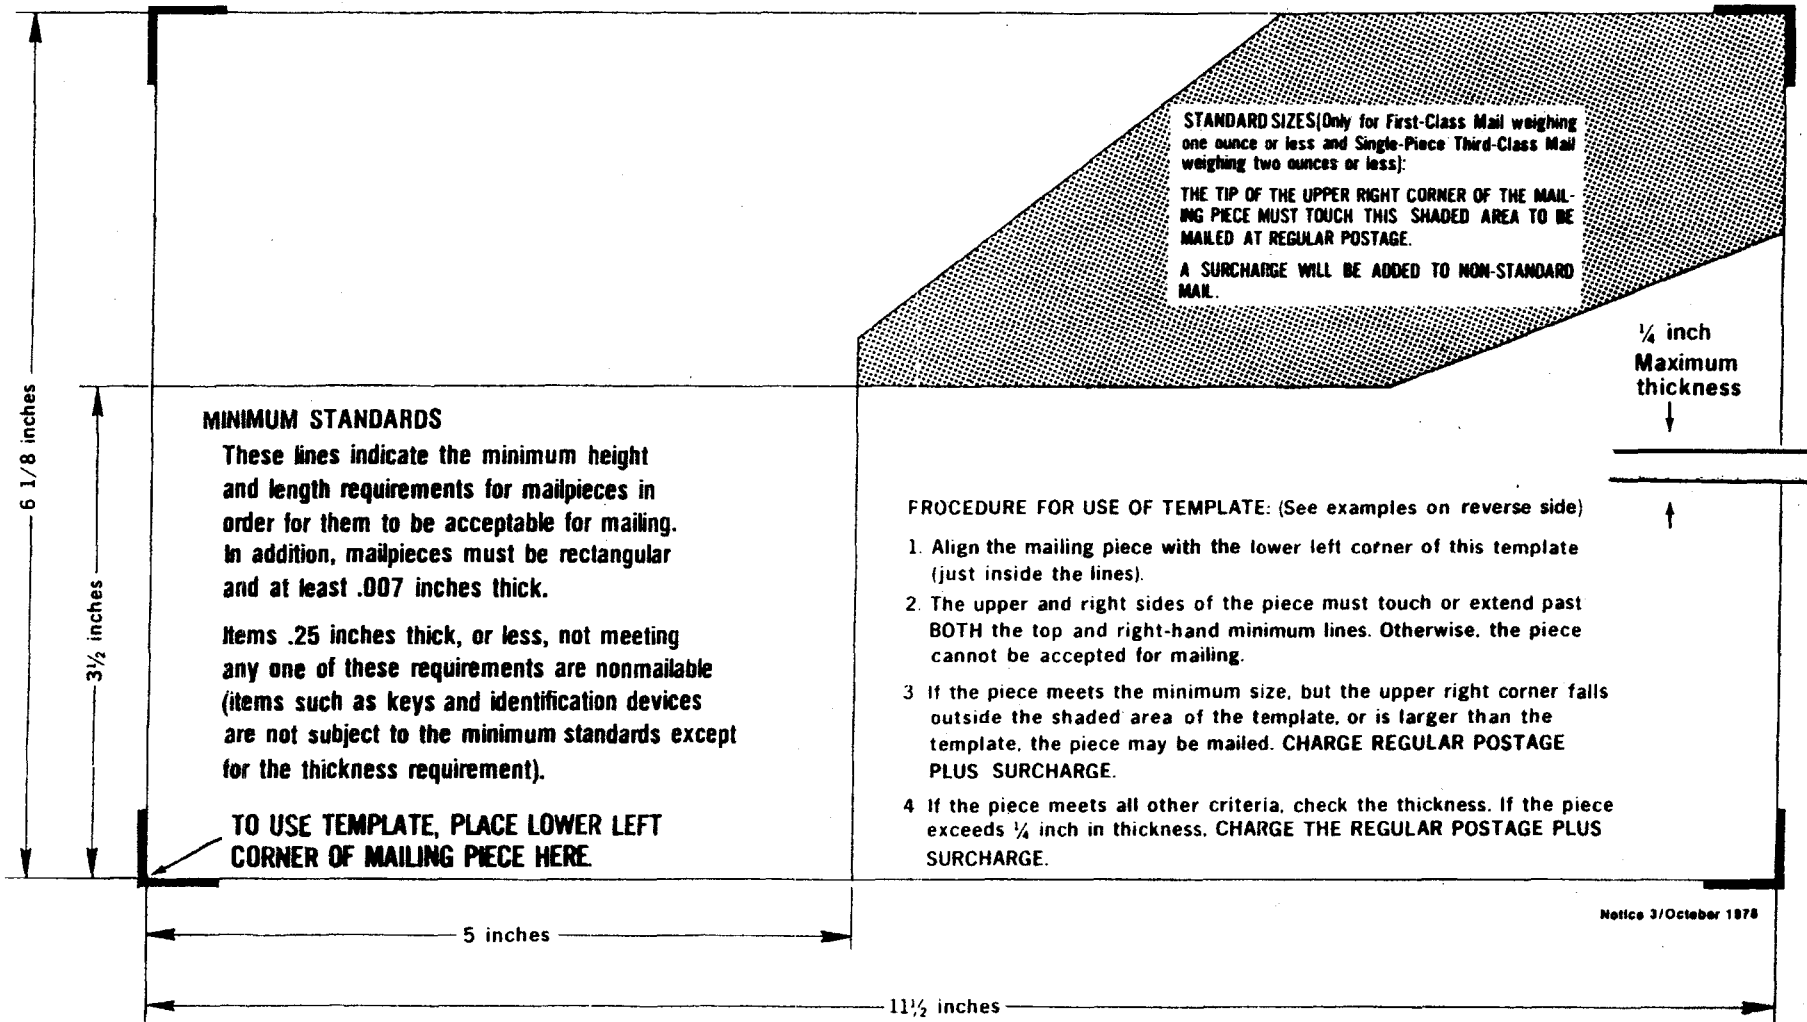 STANDARD SIZES(Only for First-Class Mail weighing
one ounce or less and Single-Piece Third-Class Mail
weighing two ounces or less):
THE TIP OF THE UPPER RIGHT CORNER OF THE MAIL-
ING PIECE MUST TOUCH THIS SHADED AREA TO BE
MAILED AT REGULAR POSTAGE.
A SURCHARGE WILL BE ADDED TO NON-STANDARD
MAIL.
¼ inch
Maximum
thickness
6 1/8 inches
3½ inches
MINIMUM STANDARDS
These lines indicate the minimum height
and length requirements for mailpieces in
order for them to be acceptable for mailing.
In addition, mailpieces must be rectangular
and at least .007 inches thick.
Items .25 inches thick, or less, not meeting
any one of these requirements are nonmailable
(items such as keys and identification devices
are not subject to the minimum standards except
for the thickness requirement).
TO USE TEMPLATE, PLACE LOWER LEFT
CORNER OF MAILING PIECE HERE.
PROCEDURE FOR USE OF TEMPLATE: (See examples on reverse side)
1. Align the mailing piece with the lower left corner of this template
(just inside the lines).
2. The upper and right sides of the piece must touch or extend past
BOTH the top and right-hand minimum lines. Otherwise, the piece
cannot be accepted for mailing.
3 If the piece meets the minimum size, but the upper right corner falls
outside the shaded area of the template, or is larger than the
template, the piece may be mailed. CHARGE REGULAR POSTAGE
PLUS SURCHARGE.
4 If the piece meets all other criteria, check the thickness. If the piece
exceeds ¼ inch in thickness, CHARGE THE REGULAR POSTAGE PLUS
SURCHARGE.
Notice 3/October 1978
5 inches
11½ inches